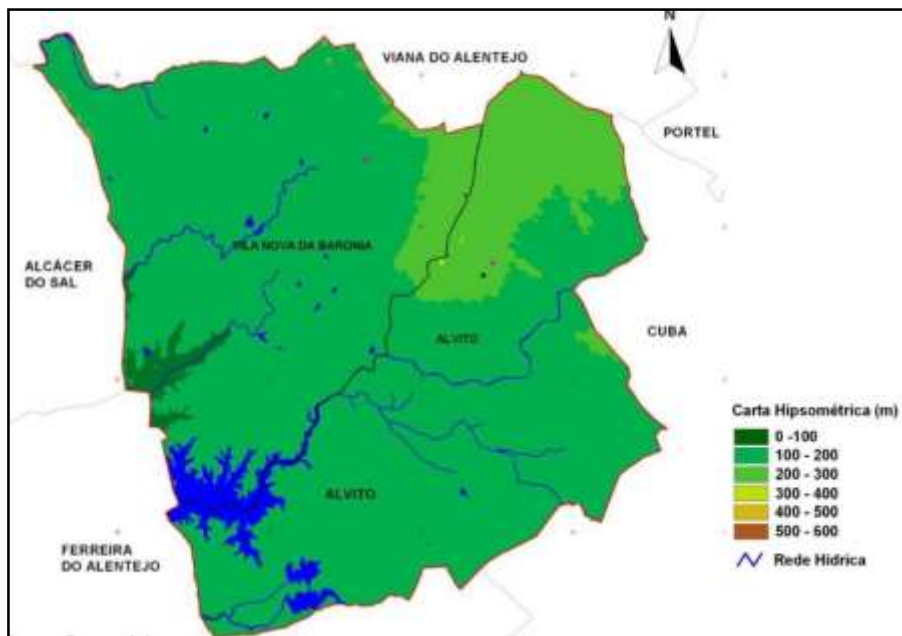 N
VIANA DO ALENTEJO
PORTEL
VILA NOVA DA BARONIA
ALCÁCER
DO SAL
CUBA
ALVITO
Carta Hipsométrica (m)
0 -100
100 - 200
200 - 300
300 - 400
400 - 500
500 - 600
Rede Hídrica
ALVITO
FERREIRA
DO ALENTEJO